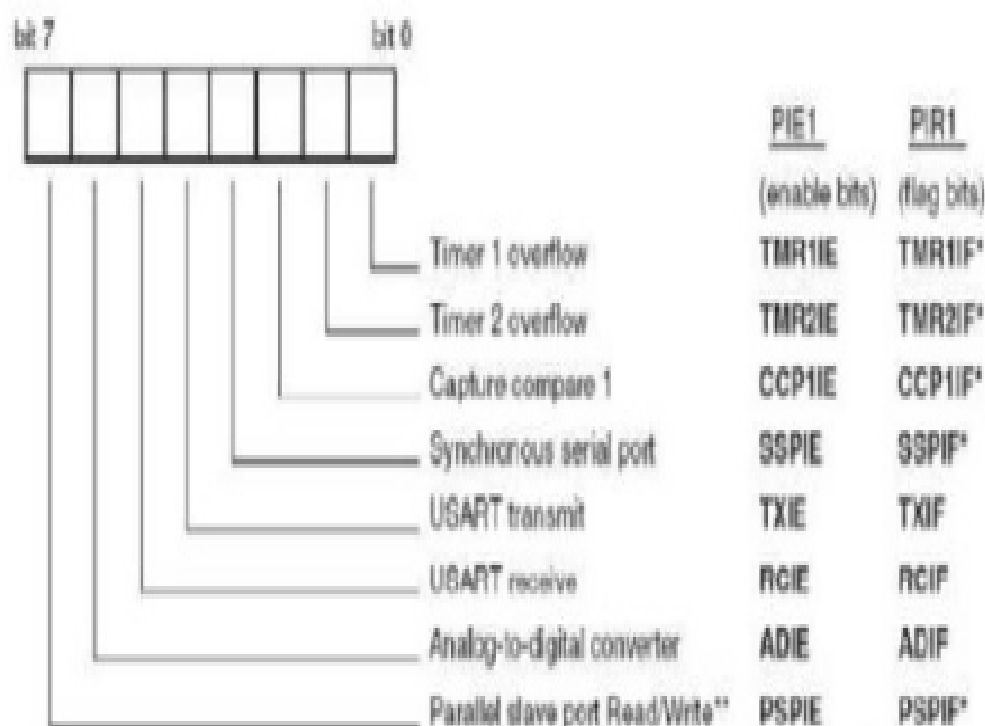 bit 7 bit 0
PIE1 PIR1
(enable bits) (flag bits)
Timer 1 overflow TMR1IE TMR1IF*
Timer 2 overflow TMR2IE TMR2IF*
Capture compare 1 CCP1IE CCP1IF*
Synchronous serial port SSPIE SSPIF*
USART transmit TXIE TXIF
USART receive RCIE RCIF
Analog-to-digital converter ADIE ADIF
Parallel slave port Read/Write** PSPIE PSPIF*